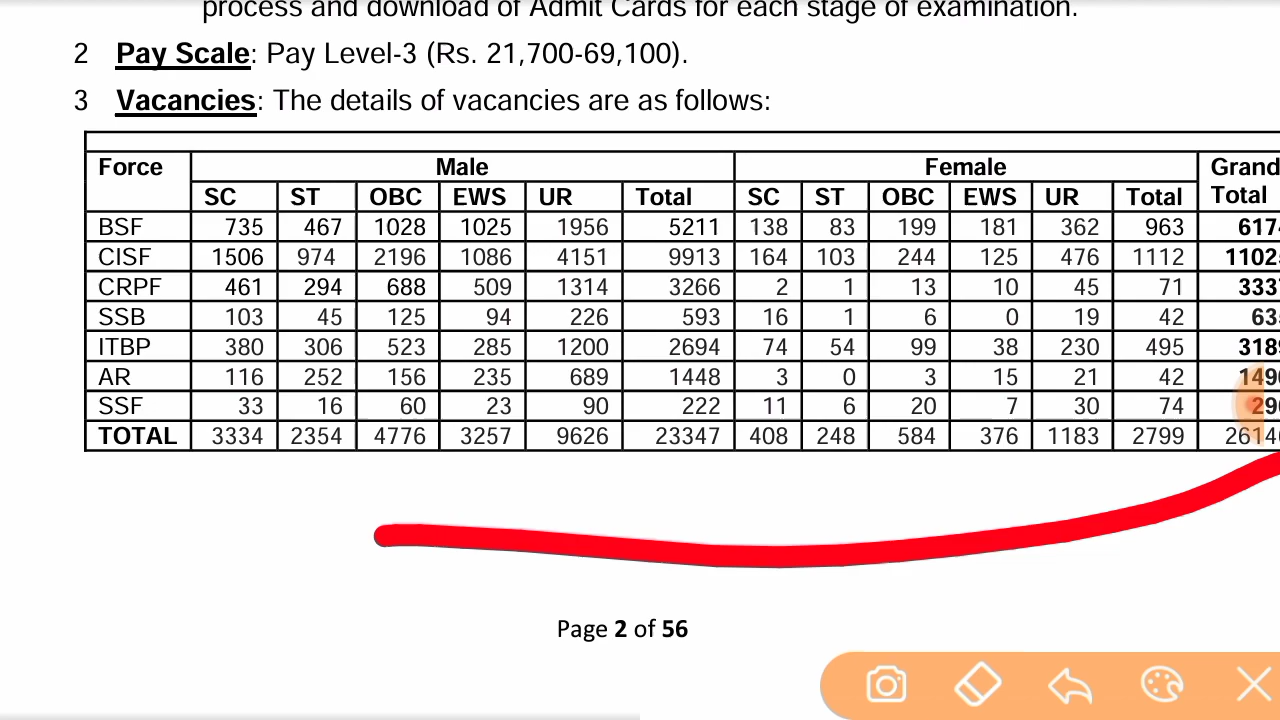 process and download of Admit Cards for each stage of examination.
2 Pay Scale: Pay Level-3 (Rs. 21,700-69,100).
3 Vacancies: The details of vacancies are as follows:
Force Male Female Grand Total
SC ST OBC EWS UR Total SC ST OBC EWS UR Total
BSF 735 467 1028 1025 1956 5211 138 83 199 181 362 963
CISF 1506 974 2196 1086 4151 9913 164 103 244 125 476 1112
CRPF 461 294 688 509 1314 3266 2 1 13 10 45 71
SSB 103 45 125 94 226 593 16 1 6 0 19 42
ITBP 380 306 523 285 1200 2694 74 54 99 38 230 495
AR 116 252 156 235 689 1448 3 0 3 15 21 42
SSF 33 16 60 23 90 222 11 6 20 7 30 74
TOTAL 3334 2354 4776 3257 9626 23347 408 248 584 376 1183 2799
Page 2 of 56